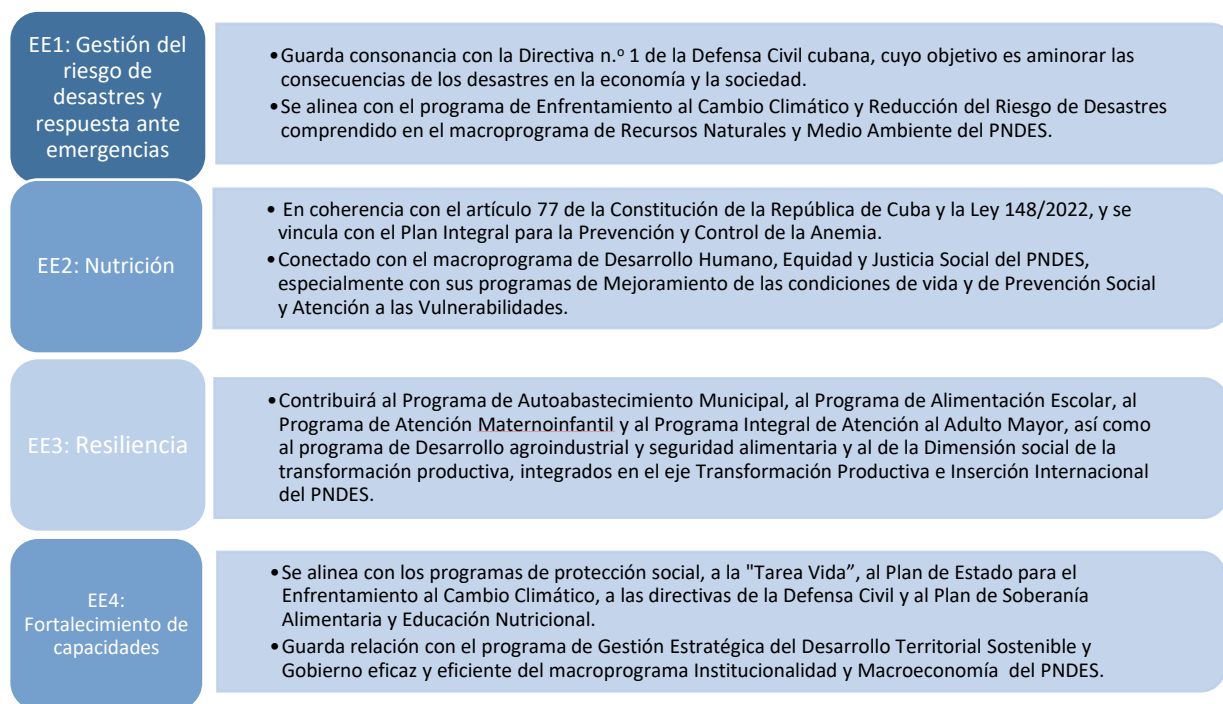 EE1: Gestión del
riesgo de
desastres y
respuesta ante
emergencias
•Guarda consonancia con la Directiva n.º 1 de la Defensa Civil cubana, cuyo objetivo es aminorar las
consecuencias de los desastres en la economía y la sociedad.
•Se alinea con el programa de Enfrentamiento al Cambio Climático y Reducción del Riesgo de Desastres
comprendido en el macroprograma de Recursos Naturales y Medio Ambiente del PNDES.
EE2: Nutrición
• En coherencia con el artículo 77 de la Constitución de la República de Cuba y la Ley 148/2022, y se
vincula con el Plan Integral para la Prevención y Control de la Anemia.
•Conectado con el macroprograma de Desarrollo Humano, Equidad y Justicia Social del PNDES,
especialmente con sus programas de Mejoramiento de las condiciones de vida y de Prevención Social
y Atención a las Vulnerabilidades.
EE3: Resiliencia
•Contribuirá al Programa de Autoabastecimiento Municipal, al Programa de Alimentación Escolar, al
Programa de Atención Maternoinfantil y al Programa Integral de Atención al Adulto Mayor, así como
al programa de Desarrollo agroindustrial y seguridad alimentaria y al de la Dimensión social de la
transformación productiva, integrados en el eje Transformación Productiva e Inserción Internacional
del PNDES.
EE4:
Fortalecimiento de
capacidades
•Se alinea con los programas de protección social, a la "Tarea Vida”, al Plan de Estado para el
Enfrentamiento al Cambio Climático, a las directivas de la Defensa Civil y al Plan de Soberanía
Alimentaria y Educación Nutricional.
•Guarda relación con el programa de Gestión Estratégica del Desarrollo Territorial Sostenible y
Gobierno eficaz y eficiente del macroprograma Institucionalidad y Macroeconomía del PNDES.